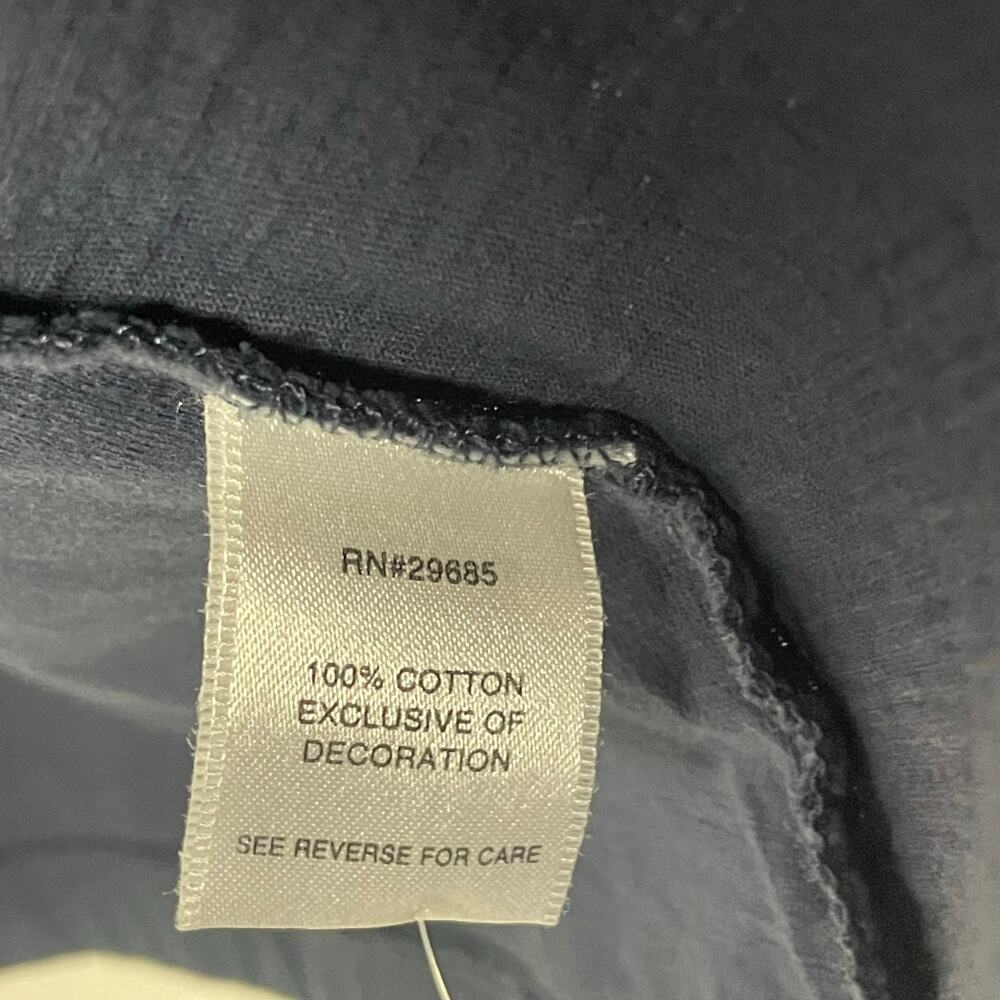 RN#29685
100% COTTON
EXCLUSIVE OF
DECORATION
SEE REVERSE FOR CARE